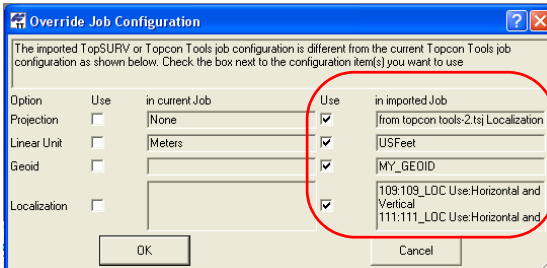 Override Job Configuration
The imported TopSURV or Topcon Tools job configuration is different from the current Topcon Tools job
configuration as shown below. Check the box next to the configuration item(s) you want to use
Option Use in current Job Use in imported Job
Projection None from topcon tools-2.tsj Localization
Linear Unit Meters USFeet
Geoid MY_GEOID
Localization 109:109_LOC Use:Horizontal and
Vertical
111:111_LOC Use:Horizontal and
OK Cancel